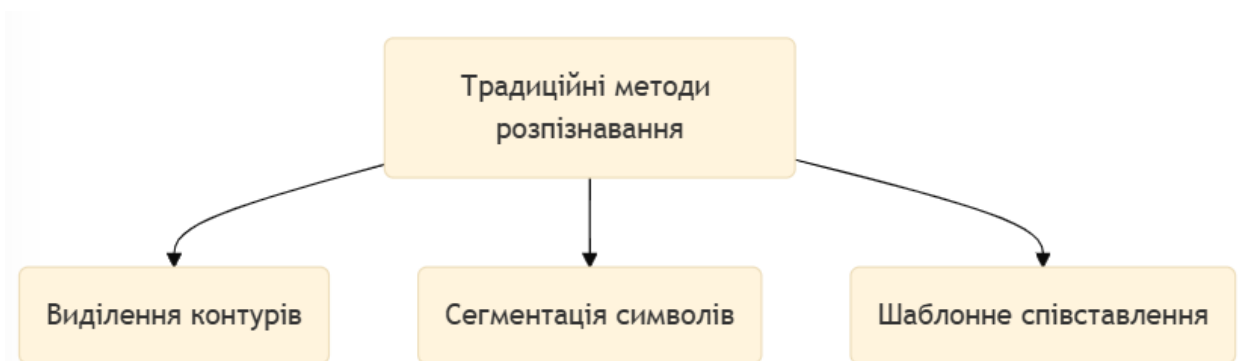 Традиційні методи
розпізнавання
Виділення контурів
Сегментація символів
Шаблонне співставлення